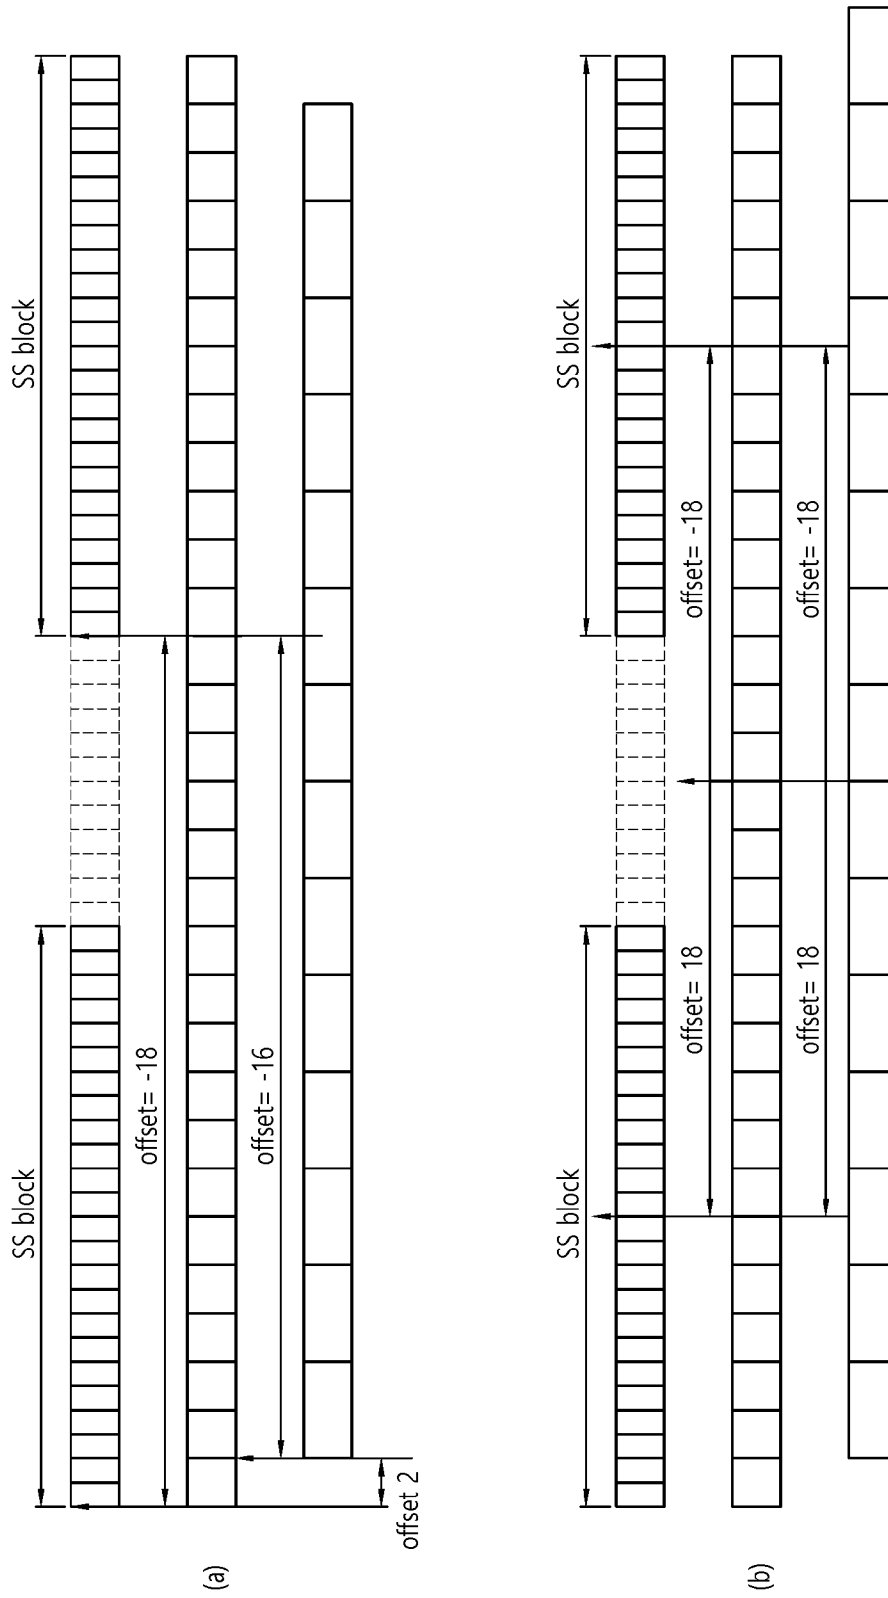 SS block
SS block
offset= -18
offset= -16
offset 2
(a)
SS block
SS block
offset= 18
offset= -18
offset= 18
offset= -18
(b)